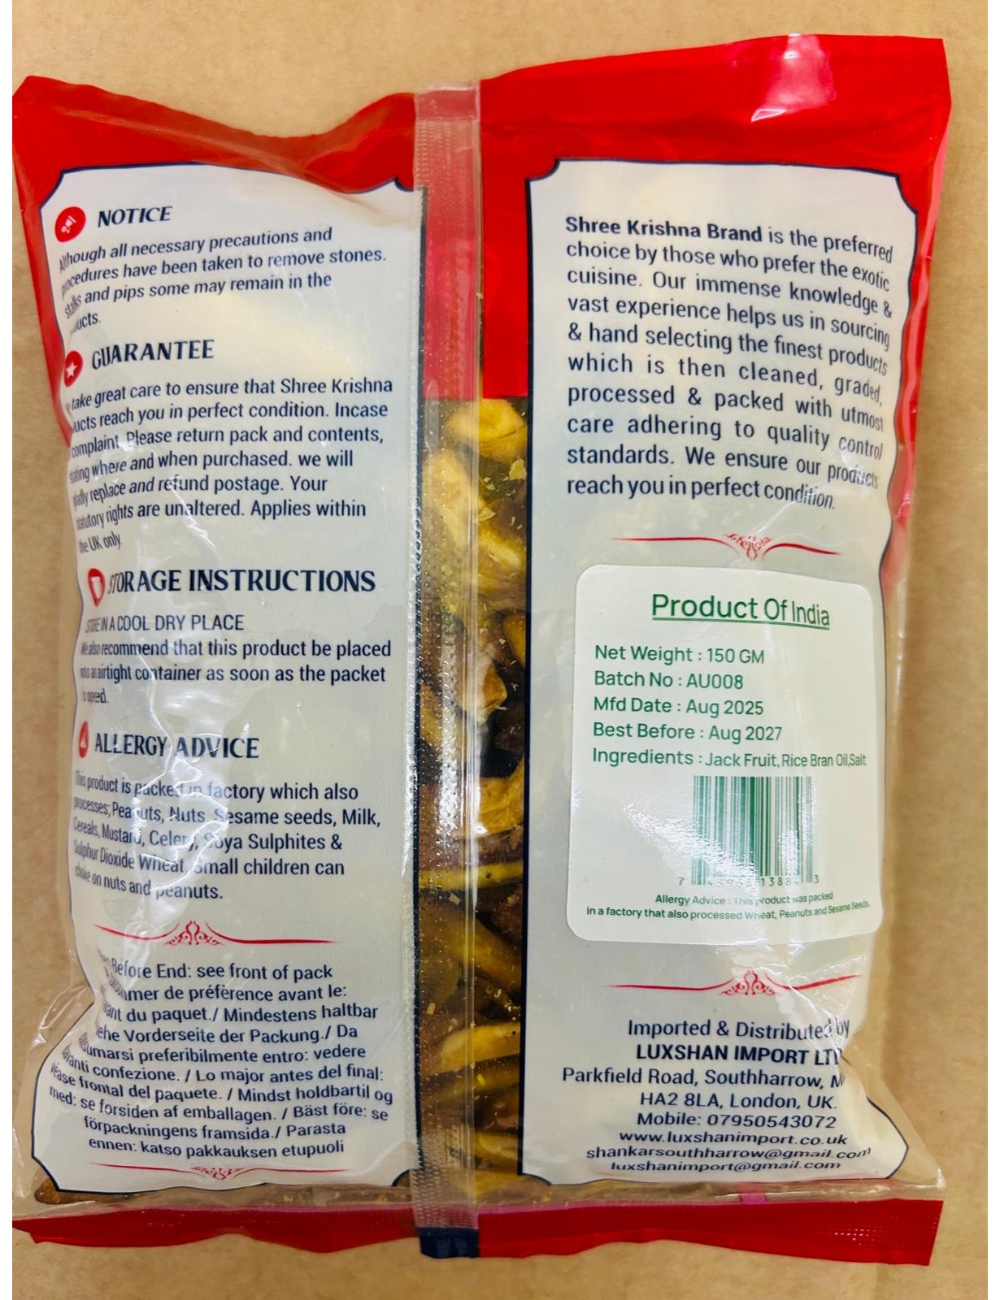 NOTICE
Although all necessary precautions and
procedures have been taken to remove stones.
stalks and pips some may remain in the
GUARANTEE
take great care to ensure that Shree Krishna
reach you in perfect condition. Incase
complaint, Please return pack and contents,
where and when purchased. we will
replace and refund postage. Your
statutory rights are unaltered. Applies within
the UK only
STORAGE INSTRUCTIONS
STORE IN A COOL DRY PLACE
We also recommend that this product be placed
airtight container as soon as the packet
ALLERGY ADVICE
This product is packed in factory which also
processes; Peanuts, Nuts Sesame seeds, Milk,
Cereals, Mustard, Celery, Soya Sulphites &
Sulphur Dioxide Wheat Small children can
choke on nuts and peanuts.
Before End: see front of pack
de préférence avant le:
du paquet./ Mindestens haltbar
Vorderseite der Packung./ Da
preferibilmente entro: vedere
confezione. / Lo major antes del final:
frontal del paquete. / Mindst holdbartil og
med: se forsiden af emballagen. / Bäst före: se
förpackningens framsida./ Parasta
ennen: katso pakkauksen etupuoli
Shree Krishna Brand is the preferred
choice by those who prefer the exotic
cuisine. Our immense knowledge &
vast experience helps us in sourcing
& hand selecting the finest products
which is then cleaned, graded,
processed & packed with utmost
care adhering to quality control
standards. We ensure our products
reach you in perfect condition.
Product Of India
Net Weight : 150 GM
Batch No : AU008
Mfd Date : Aug 2025
Best Before : Aug 2027
Ingredients : Jack Fruit, Rice Bran Oil,Salt
Allergy Advice : This product was packed
in a factory that also processed Wheat, Peanuts and Sesame Seeds.
Imported & Distributed by
LUXSHAN IMPORT LTD
Parkfield Road, Southharrow,
HA2 8LA, London, UK.
Mobile: 07950543072
www.luxshanimport.co.uk
shankarsouthharrow@gmail.com
luxshanimport@gmail.com